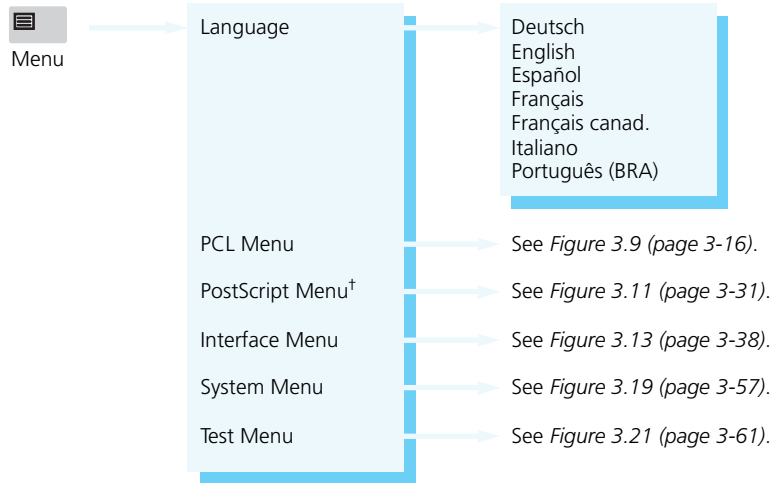 Menu
Language
Deutsch
English
Español
Français
Français canad.
Italiano
Português (BRA)
PCL Menu
See Figure 3.9 (page 3-16).
PostScript Menu†
See Figure 3.11 (page 3-31).
Interface Menu
See Figure 3.13 (page 3-38).
System Menu
See Figure 3.19 (page 3-57).
Test Menu
See Figure 3.21 (page 3-61).